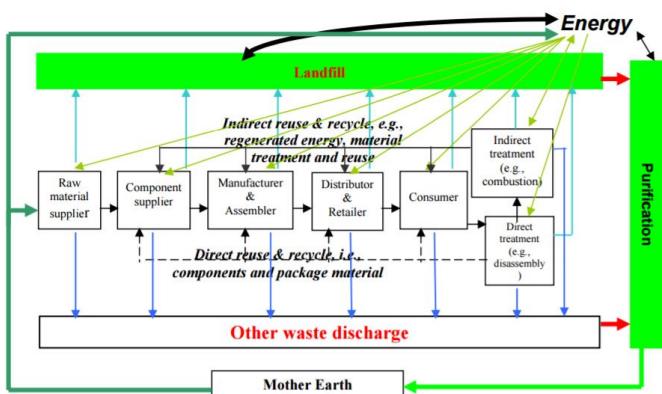 Energy
Landfill
Indirect reuse & recycle, e.g.,
regenerated energy, material
treatment and reuse
Raw
material
supplier
Component
supplier
Manufacturer
&
Assembler
Distributor
&
Retailer
Consumer
Indirect
treatment
(e.g.,
combustion)
Direct
treatment
(e.g.,
disassembly
)
Purification
Direct reuse & recycle, i.e.,
components and package material
Other waste discharge
Mother Earth